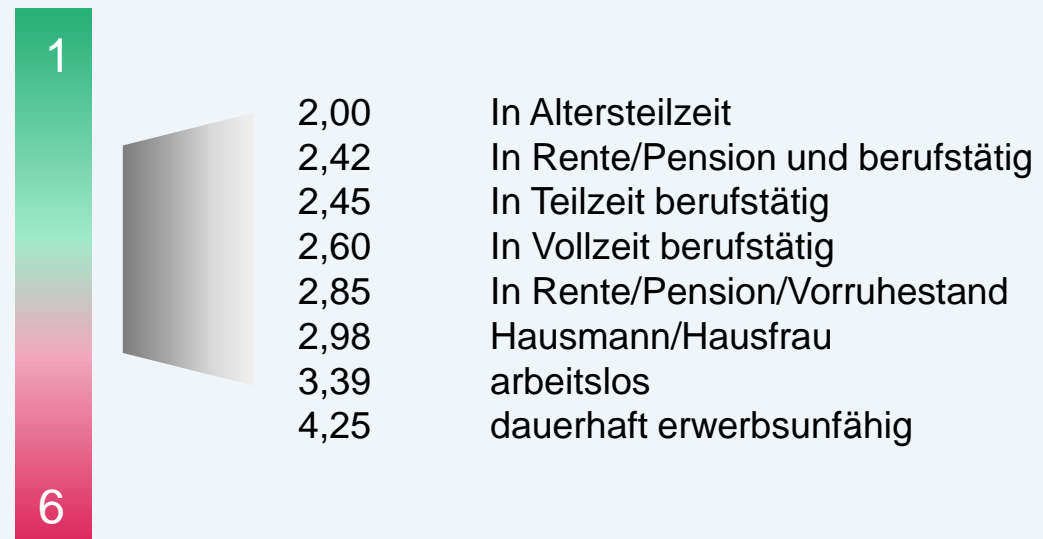 1
2,00 In Altersteilzeit
2,42 In Rente/Pension und berufstätig
2,45 In Teilzeit berufstätig
2,60 In Vollzeit berufstätig
2,85 In Rente/Pension/Vorruhestand
2,98 Hausmann/Hausfrau
3,39 arbeitslos
4,25 dauerhaft erwerbsunfähig
6